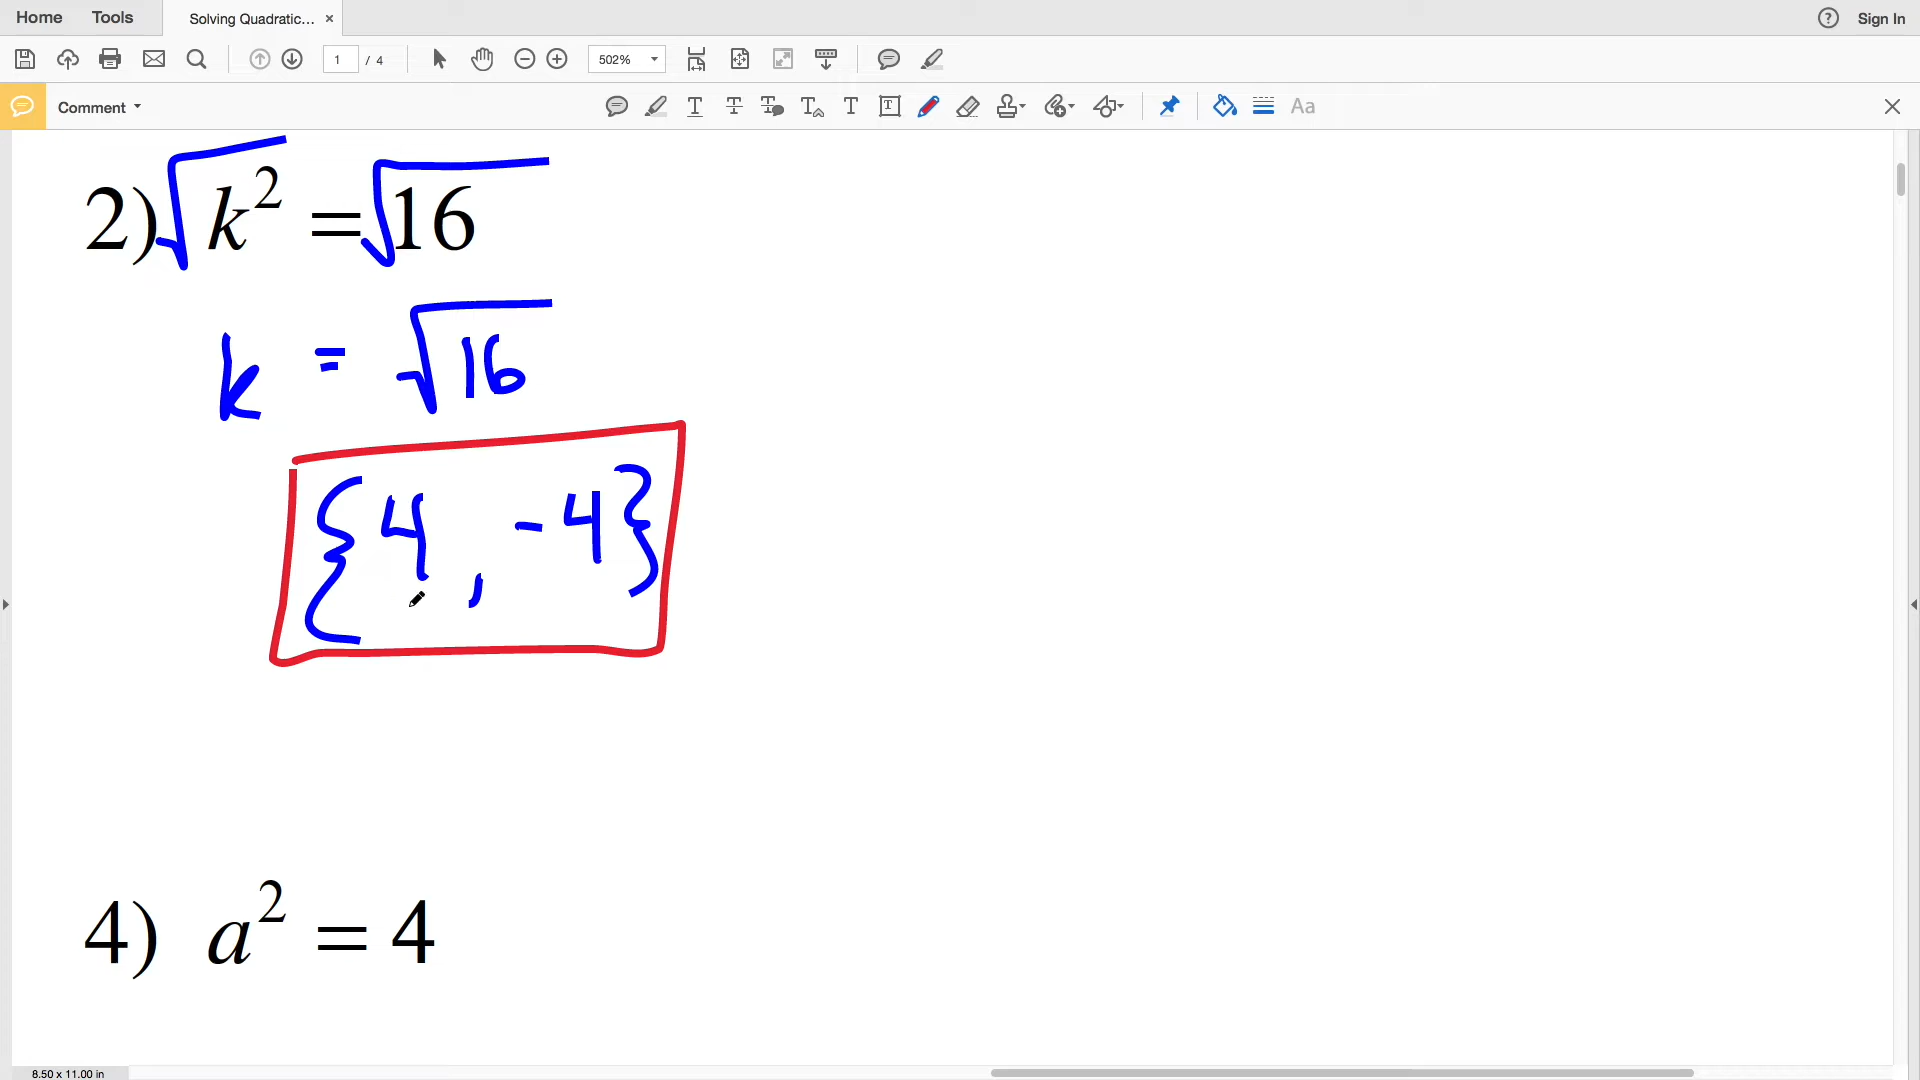 Home Tools Solving Quadratic... × ? Sign In
1 / 4 502%
Comment T T T T T T Aa
2) √k² = √16
k = √16
{4 , -4}
4) a² = 4
8.50 x 11.00 in